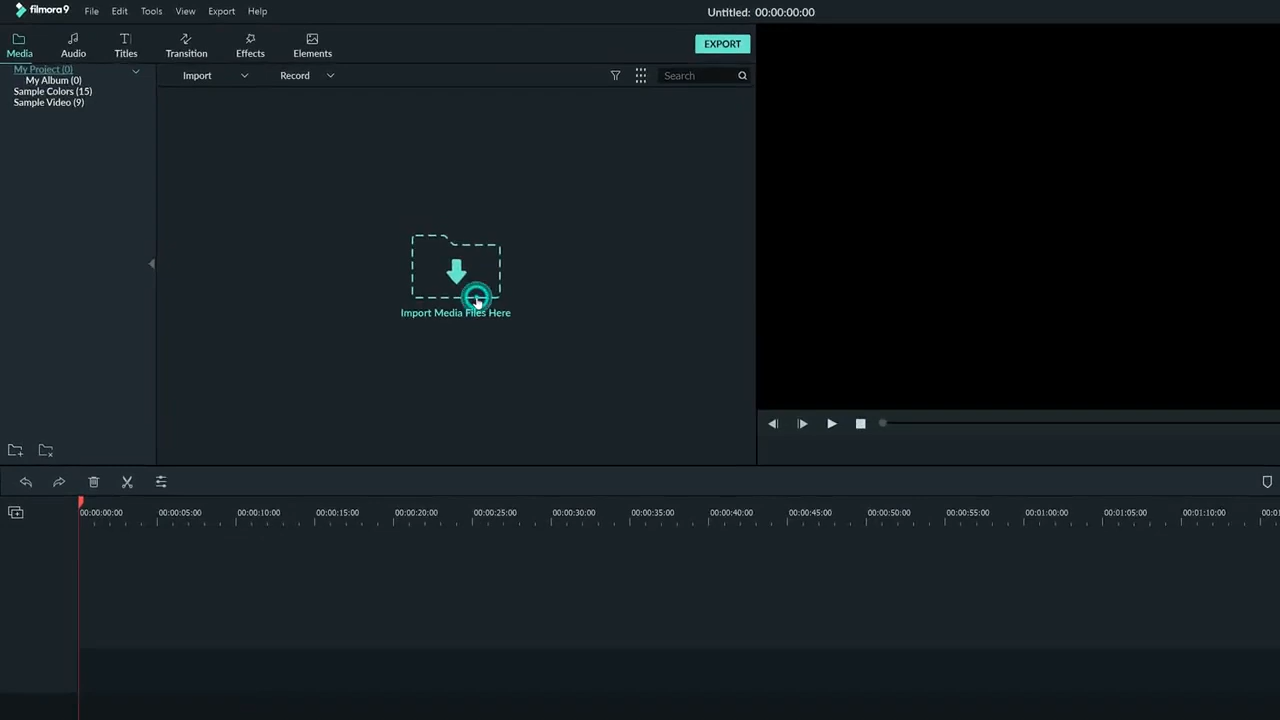 filmora9 File Edit Tools View Export Help Untitled: 00:00:00:00
Media Audio Titles Transition Effects Elements EXPORT
My Project (0)
My Album (0)
Sample Colors (15)
Sample Video (9)
Import Record Search
Import Media Files Here
00:00:00:00 00:00:05:00 00:00:10:00 00:00:15:00 00:00:20:00 00:00:25:00 00:00:30:00 00:00:35:00 00:00:40:00 00:00:45:00 00:00:50:00 00:00:55:00 00:01:00:00 00:01:05:00 00:01:10:00